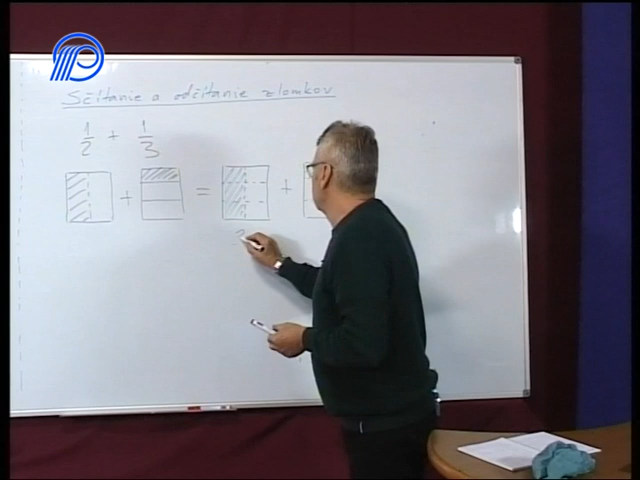 Sčítanie a odčítanie zlomkov
1/2 + 1/3
+ = +